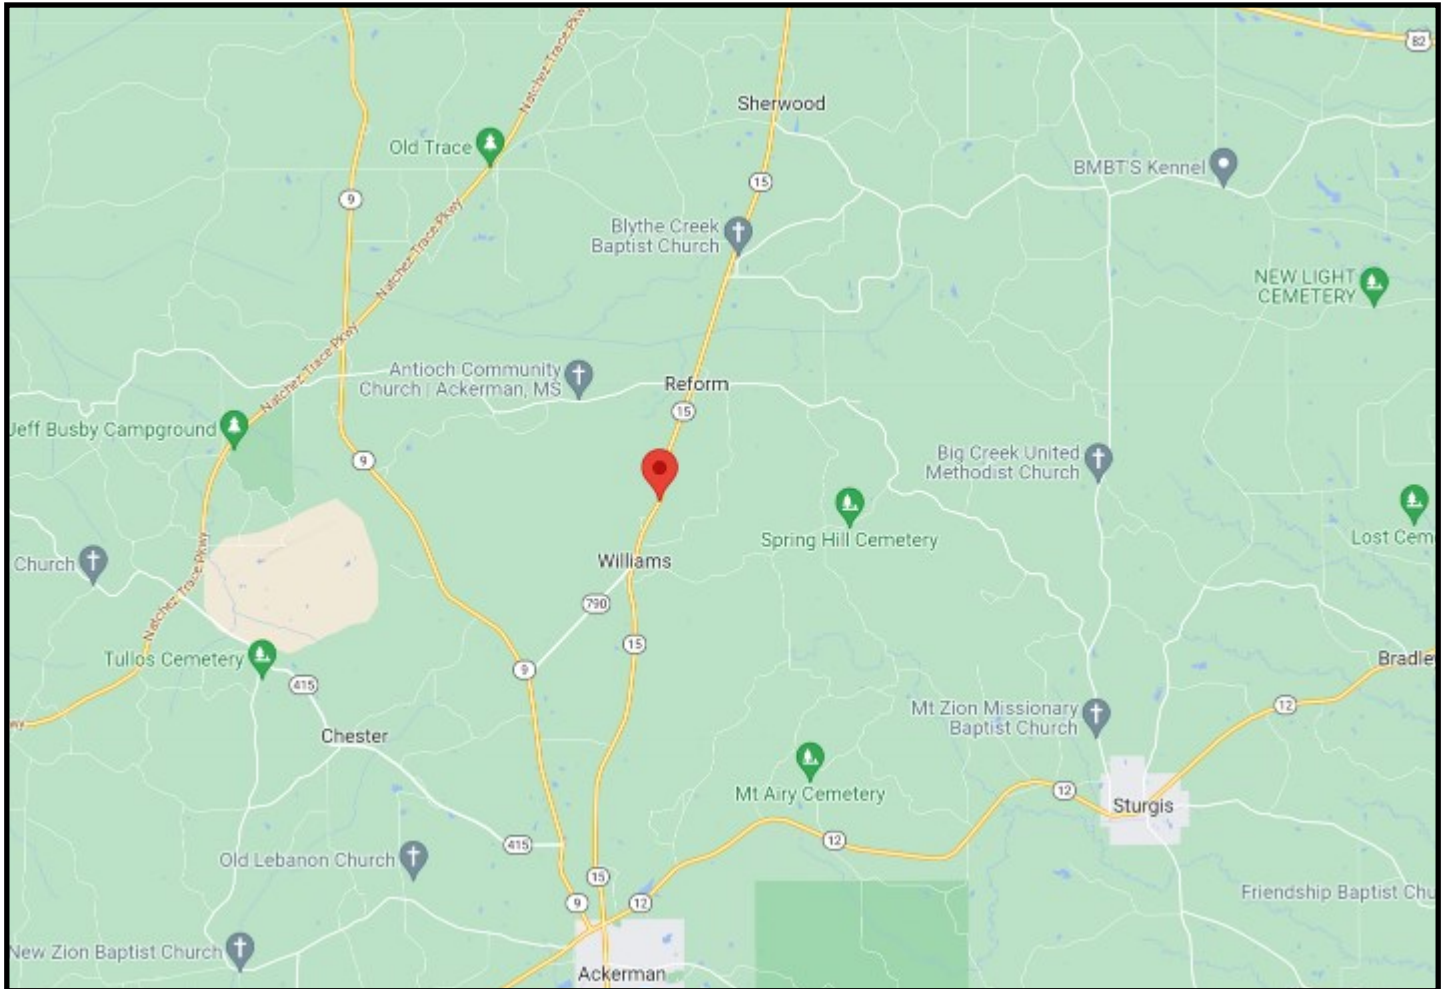 Natchez Trace Pkwy
82
Sherwood
Old Trace
BMBT'S Kennel
15
9
Natchez Trace Pkwy
Blythe Creek
Baptist Church
NEW LIGHT
CEMETERY
Natchez Trace Pkwy
Antioch Community
Church | Ackerman, MS
Reform
15
Jeff Busby Campground
9
Big Creek United
Methodist Church
Spring Hill Cemetery
Lost Cem
Church
Williams
Natchez Trace Pkwy
790
15
Tullos Cemetery
9
Bradle
415
12
Mt Zion Missionary
Baptist Church
Chester
Mt Airy Cemetery
12
Sturgis
12
415
Old Lebanon Church
15
9
12
Friendship Baptist Chu
New Zion Baptist Church
Ackerman